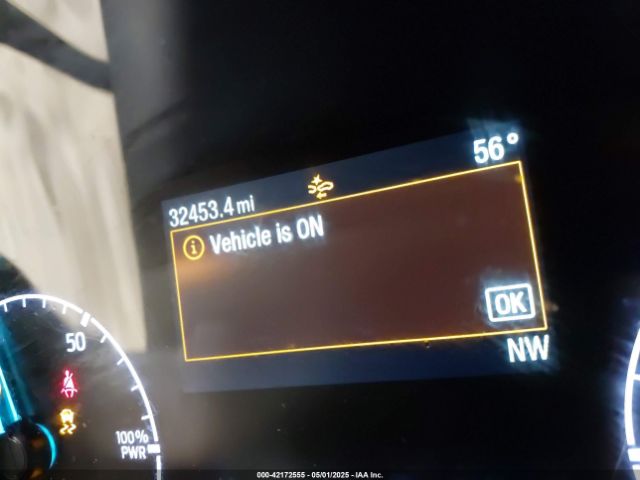 56°
32453.4 mi
Vehicle is ON
OK
NW
50
100%
PWR
000-42172555 - 05/01/2025 - IAA Inc.